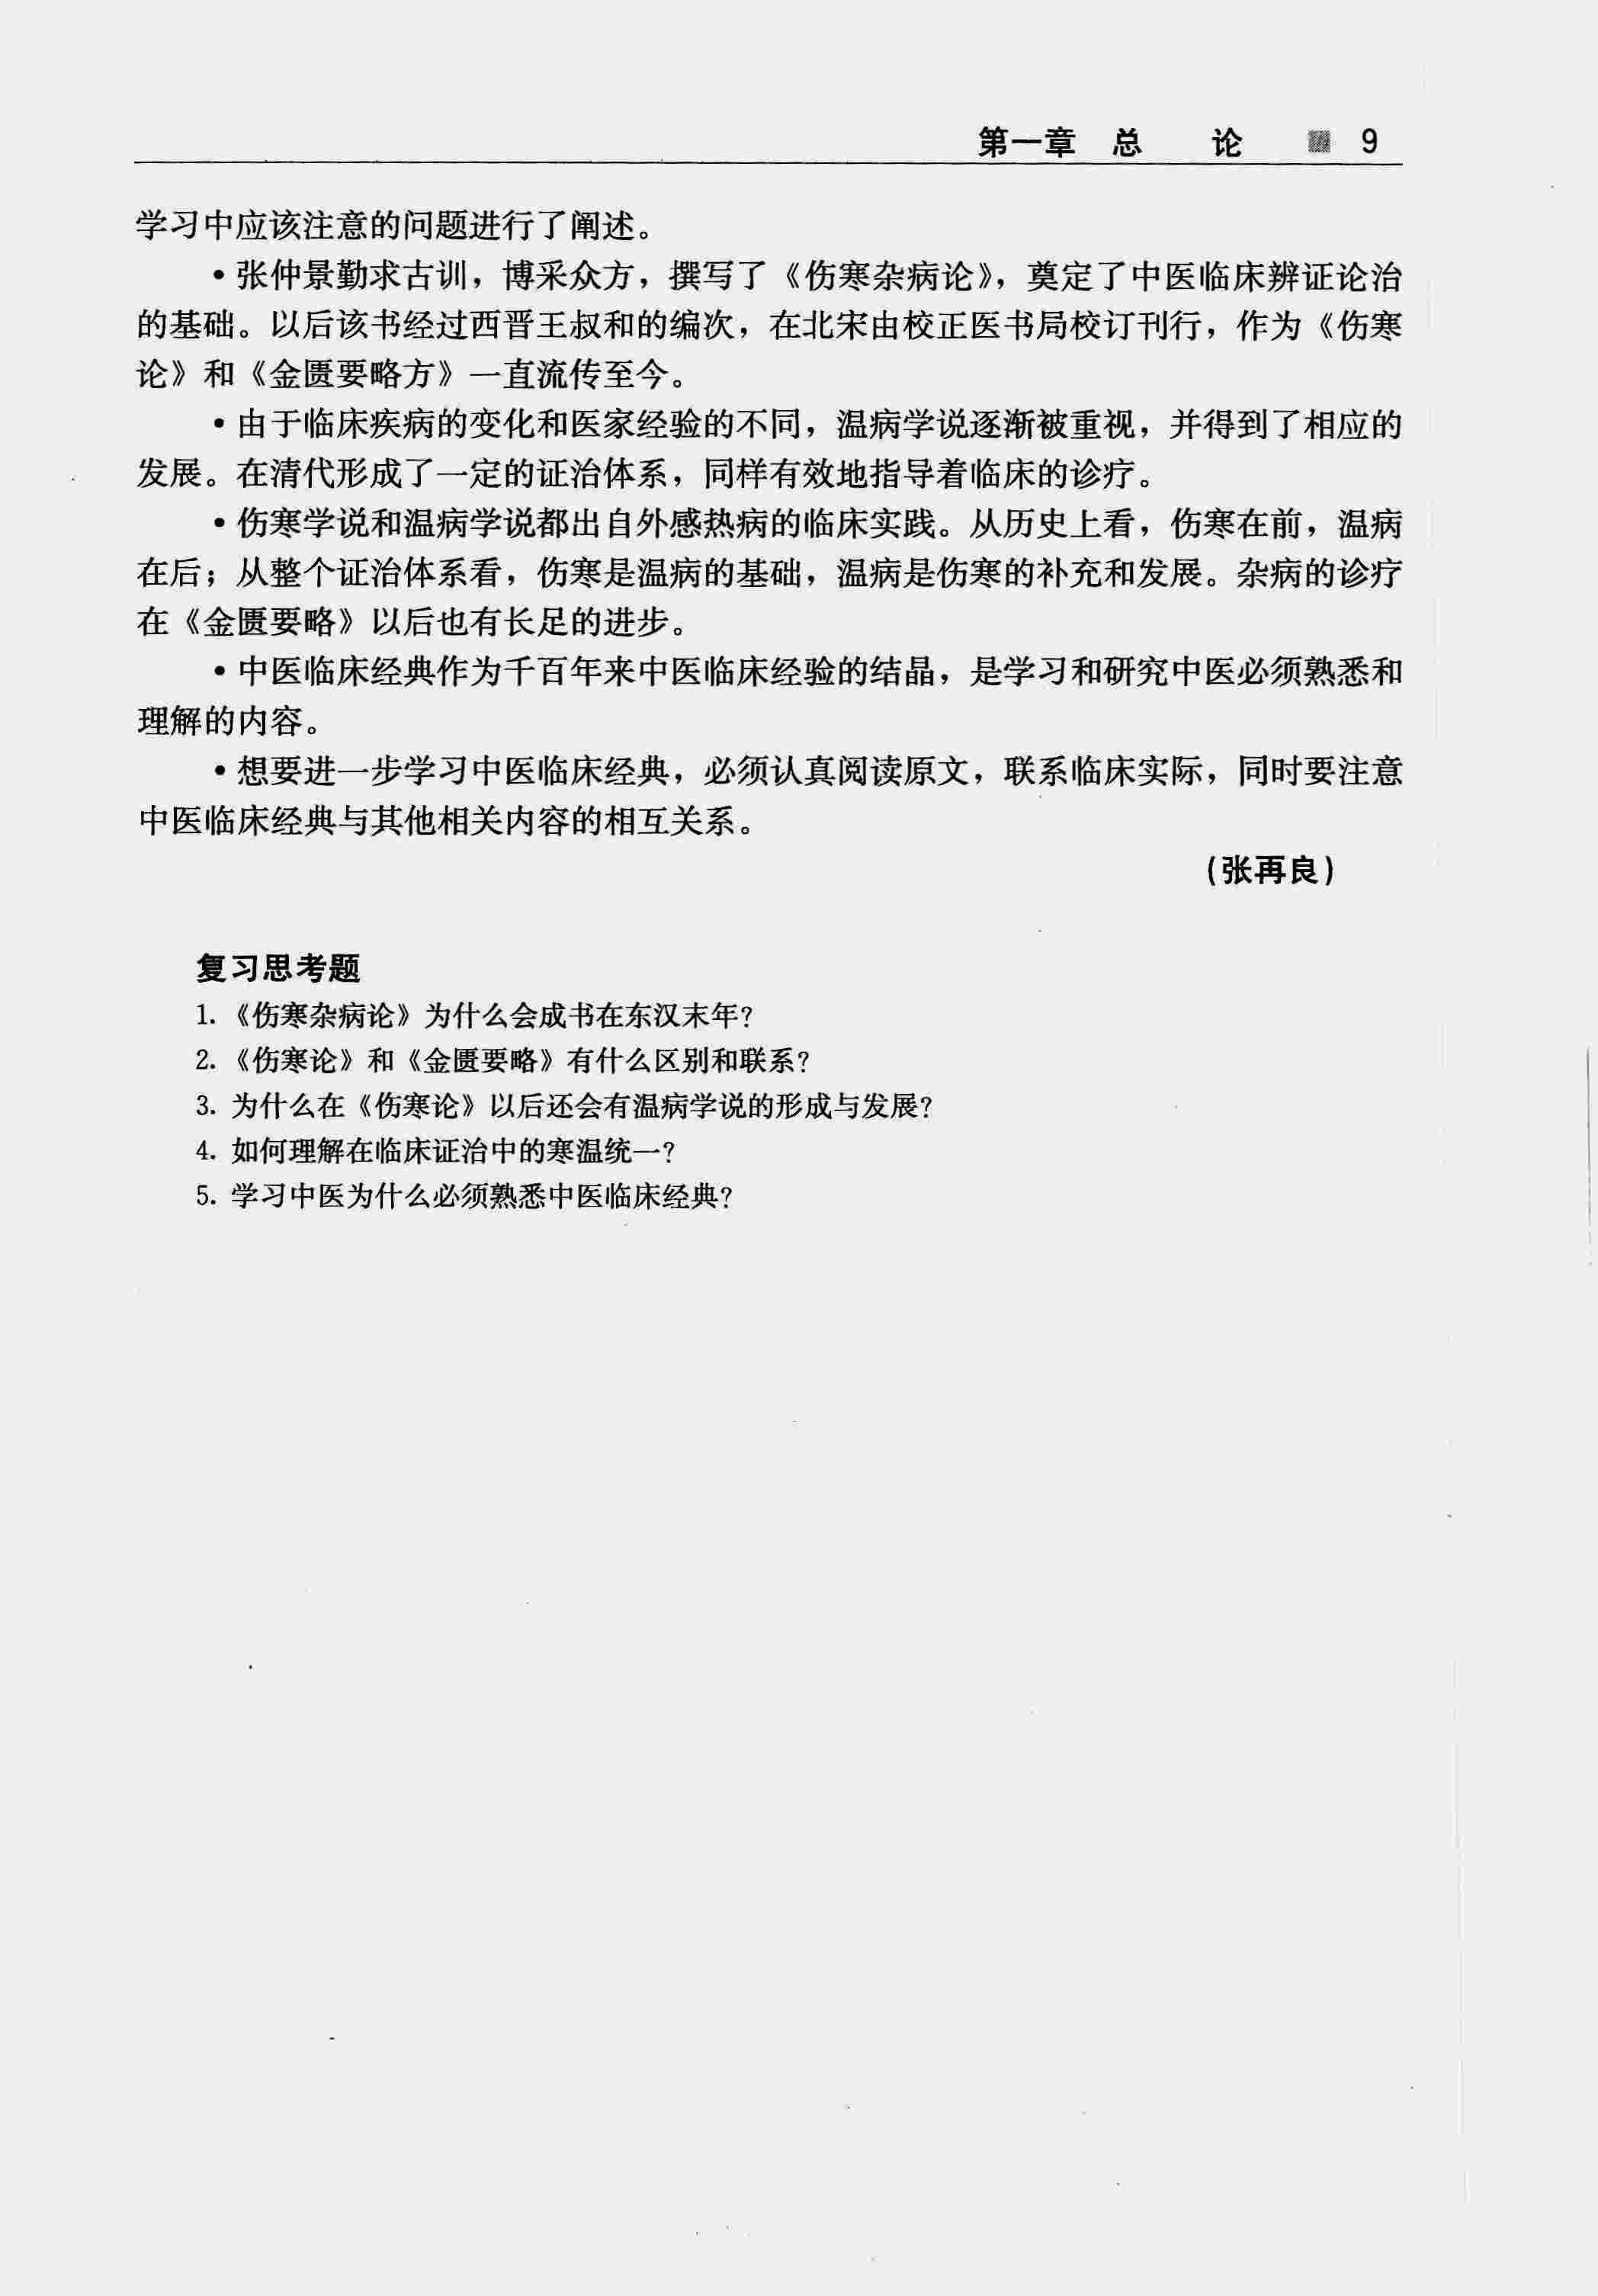 第一章 总 论 9
学习中应该注意的问题进行了阐述。
•张仲景勤求古训，博采众方，撰写了《伤寒杂病论》，奠定了中医临床辨证论治
的基础。以后该书经过西晋王叔和的编次，在北宋由校正医书局校订刊行，作为《伤寒
论》和《金匮要略方》一直流传至今。
•由于临床疾病的变化和医家经验的不同，温病学说逐渐被重视，并得到了相应的
发展。在清代形成了一定的证治体系，同样有效地指导着临床的诊疗。
•伤寒学说和温病学说都出自外感热病的临床实践。从历史上看，伤寒在前，温病
在后；从整个证治体系看，伤寒是温病的基础，温病是伤寒的补充和发展。杂病的诊疗
在《金匮要略》以后也有长足的进步。
•中医临床经典作为千百年来中医临床经验的结晶，是学习和研究中医必须熟悉和
理解的内容。
•想要进一步学习中医临床经典，必须认真阅读原文，联系临床实际，同时要注意
中医临床经典与其他相关内容的相互关系。
(张再良)
复习思考题
1.《伤寒杂病论》为什么会成书在东汉末年?
2.《伤寒论》和《金匮要略》有什么区别和联系?
3. 为什么在《伤寒论》以后还会有温病学说的形成与发展?
4. 如何理解在临床证治中的寒温统一?
5. 学习中医为什么必须熟悉中医临床经典?